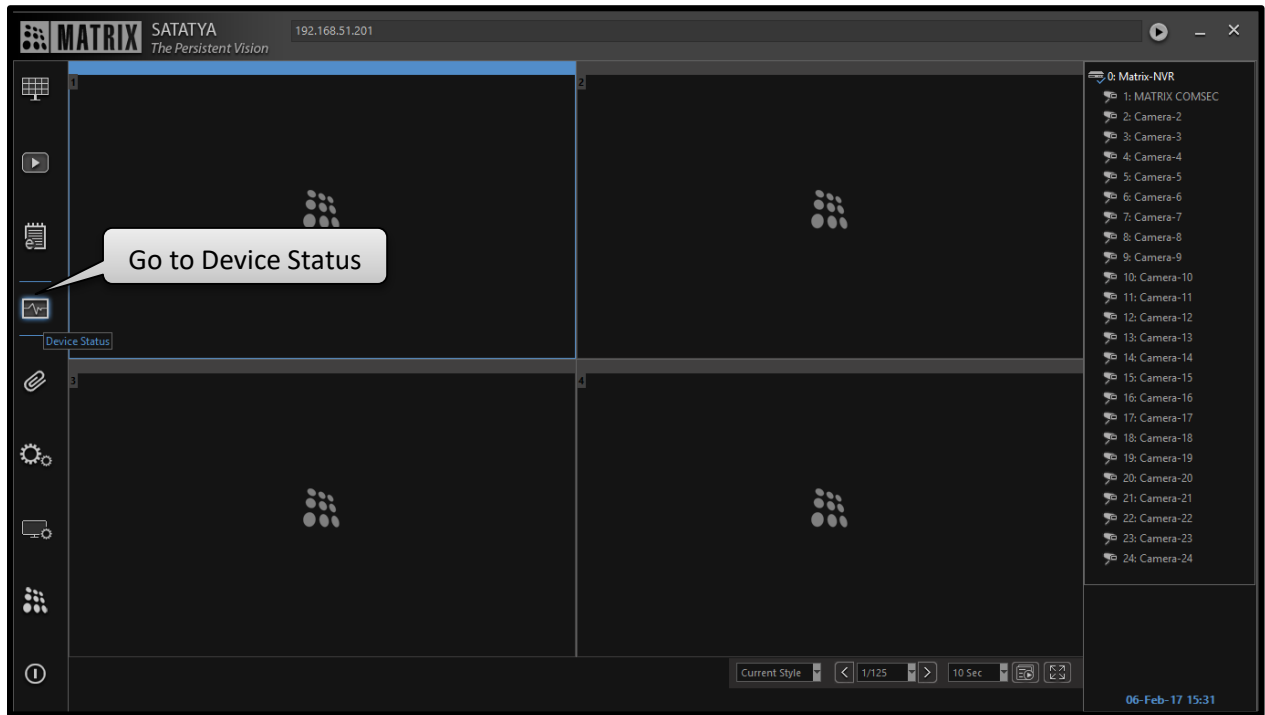 MATRIX
SATATYA
The Persistent Vision
192.168.51.201
1
2
Go to Device Status
Device Status
3
4
0: Matrix-NVR
1: MATRIX COMSEC
2: Camera-2
3: Camera-3
4: Camera-4
5: Camera-5
6: Camera-6
7: Camera-7
8: Camera-8
9: Camera-9
10: Camera-10
11: Camera-11
12: Camera-12
13: Camera-13
14: Camera-14
15: Camera-15
16: Camera-16
17: Camera-17
18: Camera-18
19: Camera-19
20: Camera-20
21: Camera-21
22: Camera-22
23: Camera-23
24: Camera-24
Current Style
1/125
10 Sec
06-Feb-17 15:31